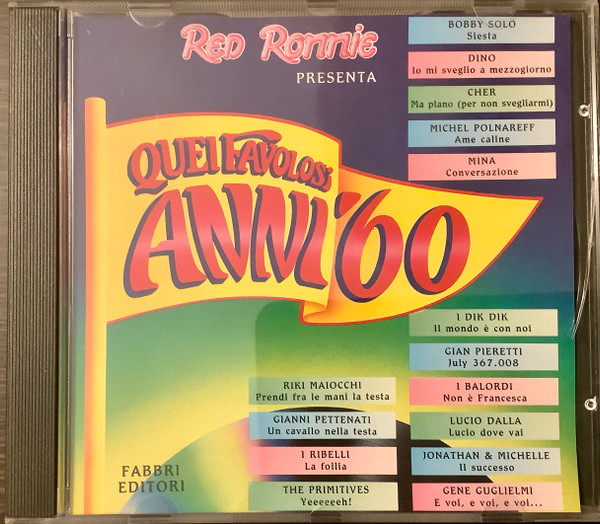 RED RONNIE
PRESENTA
BOBBY SOLO
Siesta
DINO
Io mi sveglio a mezzogiorno
CHER
Ma piano (per non svegliarmi)
MICHEL POLNAREFF
Ame caline
MINA
Conversazione
QUEI FAVOLOSI
ANNI '60
I DIK DIK
Il mondo è con noi
GIAN PIERETTI
July 367.008
RIKI MAIOCCHI
Prendi fra le mani la testa
I BALORDI
Non è Francesca
GIANNI PETTENATI
Un cavallo nella testa
LUCIO DALLA
Lucio dove vai
I RIBELLI
La follia
JONATHAN & MICHELLE
Il successo
THE PRIMITIVES
Yeeeeeeh!
GENE GUGLIELMI
E voi, e voi, e voi...
FABBRI
EDITORI